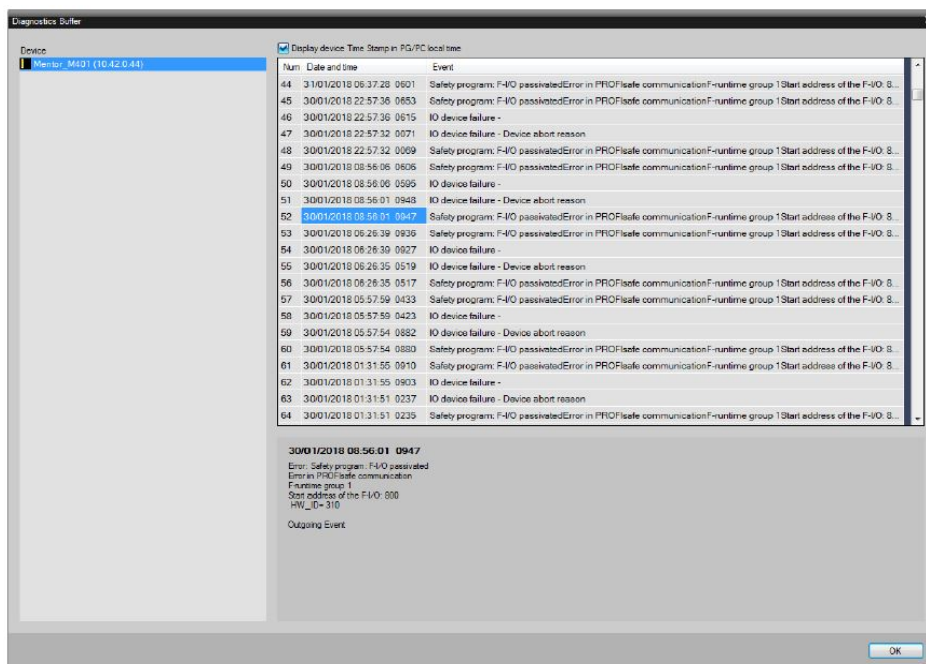 Diagnostics Buffer
Device
Mentor_M401 (10.42.0.44)
Display device Time Stamp in PG/PC local time
Num Date and time Event
44 31/01/2018 06:37:28 0601 Safety program: F-I/O passivatedError in PROFIsafe communicationF-runtime group 1Start address of the F-I/O: 8...
45 30/01/2018 22:57:36 0653 Safety program: F-I/O passivatedError in PROFIsafe communicationF-runtime group 1Start address of the F-I/O: 8...
46 30/01/2018 22:57:36 0615 IO device failure -
47 30/01/2018 22:57:32 0071 IO device failure - Device abort reason
48 30/01/2018 22:57:32 0069 Safety program: F-I/O passivatedError in PROFIsafe communicationF-runtime group 1Start address of the F-I/O: 8...
49 30/01/2018 08:56:06 0606 Safety program: F-I/O passivatedError in PROFIsafe communicationF-runtime group 1Start address of the F-I/O: 8...
50 30/01/2018 08:56:06 0595 IO device failure -
51 30/01/2018 08:56:01 0948 IO device failure - Device abort reason
52 30/01/2018 08:56:01 0947 Safety program: F-I/O passivatedError in PROFIsafe communicationF-runtime group 1Start address of the F-I/O: 8...
53 30/01/2018 06:26:39 0936 Safety program: F-I/O passivatedError in PROFIsafe communicationF-runtime group 1Start address of the F-I/O: 8...
54 30/01/2018 06:26:39 0927 IO device failure -
55 30/01/2018 06:26:35 0519 IO device failure - Device abort reason
56 30/01/2018 06:26:35 0517 Safety program: F-I/O passivatedError in PROFIsafe communicationF-runtime group 1Start address of the F-I/O: 8...
57 30/01/2018 05:57:59 0433 Safety program: F-I/O passivatedError in PROFIsafe communicationF-runtime group 1Start address of the F-I/O: 8...
58 30/01/2018 05:57:59 0423 IO device failure -
59 30/01/2018 05:57:54 0882 IO device failure - Device abort reason
60 30/01/2018 05:57:54 0880 Safety program: F-I/O passivatedError in PROFIsafe communicationF-runtime group 1Start address of the F-I/O: 8...
61 30/01/2018 01:31:55 0910 Safety program: F-I/O passivatedError in PROFIsafe communicationF-runtime group 1Start address of the F-I/O: 8...
62 30/01/2018 01:31:55 0903 IO device failure -
63 30/01/2018 01:31:51 0237 IO device failure - Device abort reason
64 30/01/2018 01:31:51 0235 Safety program: F-I/O passivatedError in PROFIsafe communicationF-runtime group 1Start address of the F-I/O: 8...
30/01/2018 08:56:01 0947
Error: Safety program: F-I/O passivated
Error in PROFIsafe communication
F-runtime group 1
Start address of the F-I/O: 800
HW_ID= 310
Outgoing Event
OK